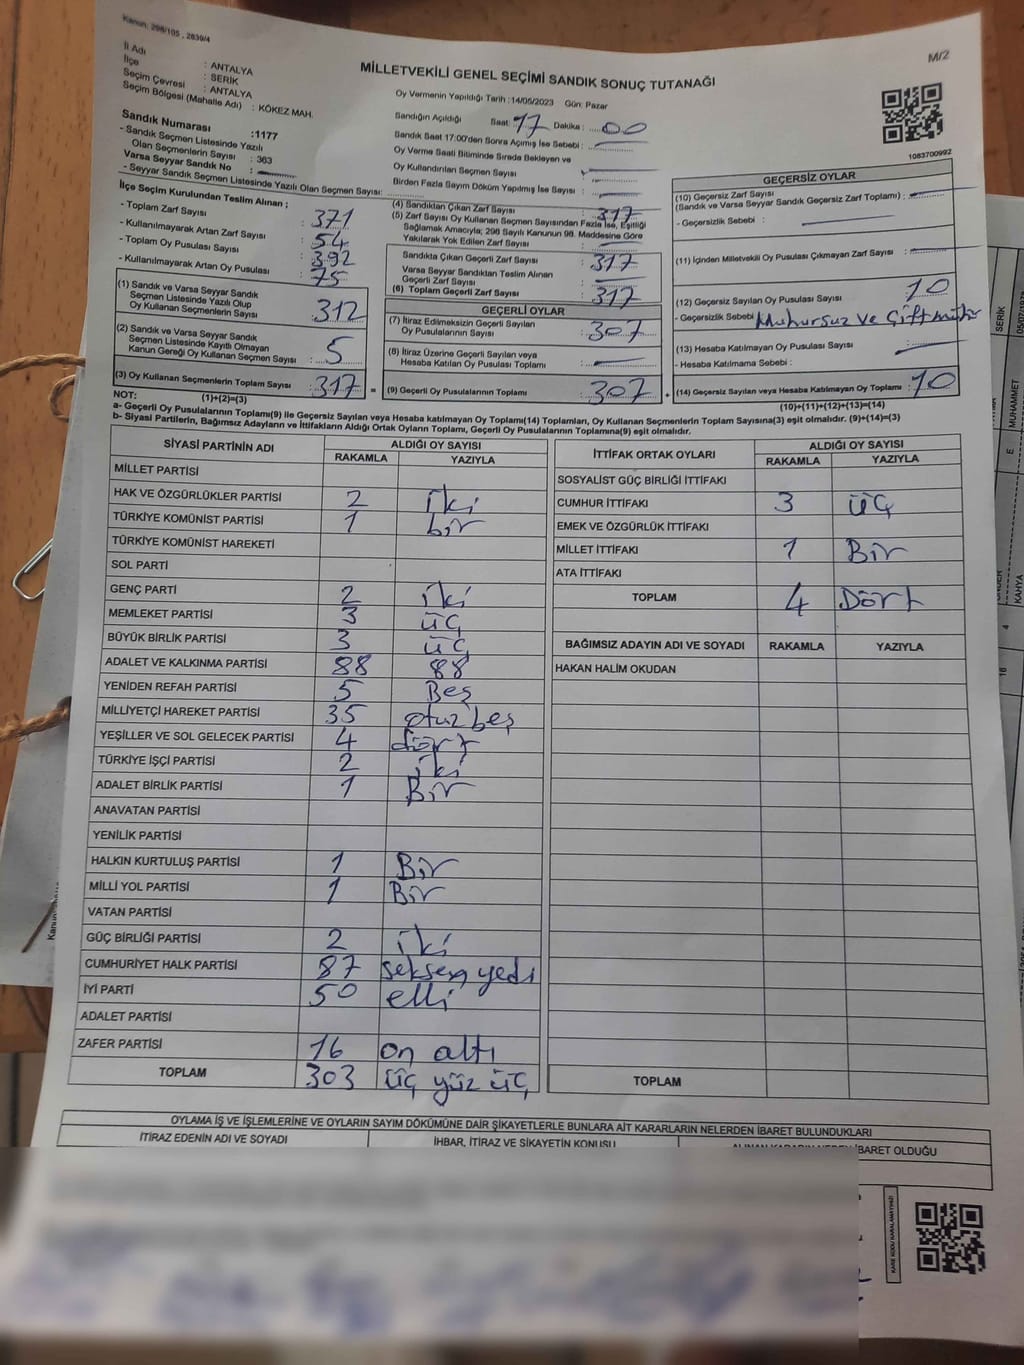 Kanun, 298/105 , 2839/4
M/2
MİLLETVEKİLİ GENEL SEÇİMİ SANDIK SONUÇ TUTANAĞI
İl Adı : ANTALYA
İlçe : SERİK
Seçim Çevresi : ANTALYA
Seçim Bölgesi (Mahalle Adı) : KÖKEZ MAH.
Sandık Numarası :1177
- Sandık Seçmen Listesinde Yazılı
Olan Seçmenlerin Sayısı : 363
Varsa Seyyar Sandık No :
- Seyyar Sandık Seçmen Listesinde Yazılı Olan Seçmen Sayısı:
Oy Vermenin Yapıldığı Tarih :14/05/2023 Gün: Pazar
Sandığın Açıldığı Saat: 17 Dakika : 00
Sandık Saat 17:00'den Sonra Açımış İse Sebebi :
Oy Verme Saati Bitiminde Sırada Bekleyen ve
Oy Kullandırılan Seçmen Sayısı :
Birden Fazla Sayım Döküm Yapılmış İse Sayısı :
1083700992
İlçe Seçim Kurulundan Teslim Alınan ;
- Toplam Zarf Sayısı : 371
- Kullanılmayarak Artan Zarf Sayısı : 54
- Toplam Oy Pusulası Sayısı : 392
- Kullanılmayarak Artan Oy Pusulası : 75
(1) Sandık ve Varsa Seyyar Sandık
Seçmen Listesinde Yazılı Olup
Oy Kullanan Seçmenlerin Sayısı : 312
(2) Sandık ve Varsa Seyyar Sandık
Seçmen Listesinde Kayıtlı Olmayan
Kanun Gereği Oy Kullanan Seçmen Sayısı : 5
(3) Oy Kullanan Seçmenlerin Toplam Sayısı : 317 =
(1)+(2)=(3)
(4) Sandıktan Çıkan Zarf Sayısı : 317
(5) Zarf Sayısı Oy Kullanan Seçmen Sayısından Fazla İse, Eşitliği
Sağlamak Amacıyla; 298 Sayılı Kanunun 98. Maddesine Göre
Yakılarak Yok Edilen Zarf Sayısı :
Sandıkta Çıkan Geçerli Zarf Sayısı : 317
Varsa Seyyar Sandıktan Teslim Alınan
Geçerli Zarf Sayısı :
(6) Toplam Geçerli Zarf Sayısı : 317
GEÇERLİ OYLAR
(7) İtiraz Edilmeksizin Geçerli Sayılan
Oy Pusulalarının Sayısı : 307
(8) İtiraz Üzerine Geçerli Sayılan veya
Hesaba Katılan Oy Pusulası Toplamı :
(9) Geçerli Oy Pusulalarının Toplamı : 307 +
GEÇERSİZ OYLAR
(10) Geçersiz Zarf Sayısı
(Sandık ve Varsa Seyyar Sandık Geçersiz Zarf Toplamı) :
- Geçersizlik Sebebi :
(11) İçinden Milletvekili Oy Pusulası Çıkmayan Zarf Sayısı :
(12) Geçersiz Sayılan Oy Pusulası Sayısı : 10
- Geçersizlik Sebebi Mühürsüz ve Çift mühür
(13) Hesaba Katılmayan Oy Pusulası Sayısı :
- Hesaba Katılmama Sebebi :
(14) Geçersiz Sayılan veya Hesaba Katılmayan Oy Toplamı : 10
(10)+(11)+(12)+(13)=(14)
NOT:
a- Geçerli Oy Pusulalarının Toplamı(9) ile Geçersiz Sayılan veya Hesaba katılmayan Oy Toplamı(14) Toplamları, Oy Kullanan Seçmenlerin Toplam Sayısına(3) eşit olmalıdır. (9)+(14)=(3)
b- Siyasi Partilerin, Bağımsız Adayların ve İttifakların Aldığı Ortak Oyların Toplamı, Geçerli Oy Pusulalarının Toplamına(9) eşit olmalıdır.
SİYASİ PARTİNİN ADI ALDIĞI OY SAYISI
RAKAMLA YAZIYLA
MİLLET PARTİSİ
HAK VE ÖZGÜRLÜKLER PARTİSİ 2 iki
TÜRKİYE KOMÜNİST PARTİSİ 1 bir
TÜRKİYE KOMÜNİST HAREKETİ
SOL PARTİ
GENÇ PARTİ 2 iki
MEMLEKET PARTİSİ 3 üç
BÜYÜK BİRLİK PARTİSİ 3 üç
ADALET VE KALKINMA PARTİSİ 88 88
YENİDEN REFAH PARTİSİ 5 Beş
MİLLİYETÇİ HAREKET PARTİSİ 35 otuz beş
YEŞİLLER VE SOL GELECEK PARTİSİ 4 dört
TÜRKİYE İŞÇİ PARTİSİ 2 iki
ADALET BİRLİK PARTİSİ 1 Bir
ANAVATAN PARTİSİ
YENİLİK PARTİSİ
HALKIN KURTULUŞ PARTİSİ 1 Bir
MİLLİ YOL PARTİSİ 1 Bir
VATAN PARTİSİ
GÜÇ BİRLİĞİ PARTİSİ 2 iki
CUMHURİYET HALK PARTİSİ 87 seksen yedi
İYİ PARTİ 50 elli
ADALET PARTİSİ
ZAFER PARTİSİ 16 on altı
TOPLAM 303 üç yüz üç
İTTİFAK ORTAK OYLARI ALDIĞI OY SAYISI
RAKAMLA YAZIYLA
SOSYALİST GÜÇ BİRLİĞİ İTTİFAKI
CUMHUR İTTİFAKI 3 üÇ
EMEK VE ÖZGÜRLÜK İTTİFAKI
MİLLET İTTİFAKI 1 Bir
ATA İTTİFAKI
TOPLAM 4 Dört
BAĞIMSIZ ADAYIN ADI VE SOYADI RAKAMLA YAZIYLA
HAKAN HALİM OKUDAN
TOPLAM
OYLAMA İŞ VE İŞLEMLERİNE VE OYLARIN SAYIM DÖKÜMÜNE DAİR ŞİKAYETLERLE BUNLARA AİT KARARLARIN NELERDEN İBARET BULUNDUKLARI
İTİRAZ EDENİN ADI VE SOYADI İHBAR, İTİRAZ VE ŞİKAYETİN KONUSU ALINAN KARARIN NEDEN İBARET OLDUĞU
KARE KODU KARALAMAYINIZ!
SERİK
MUHAMMET
E
KAHYA
4
16